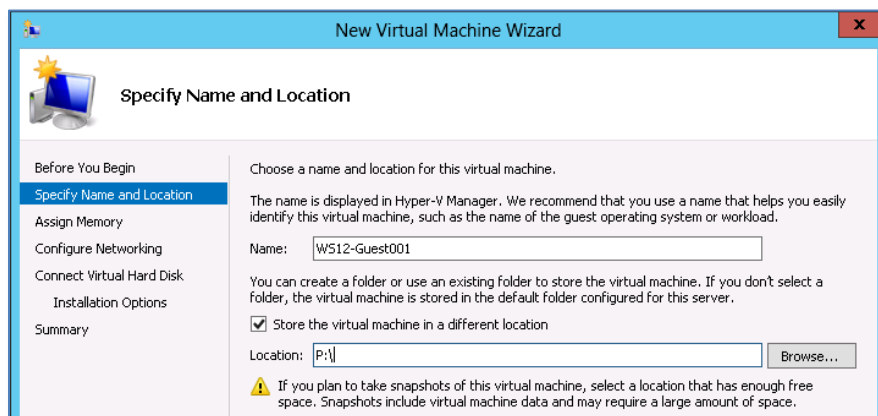 New Virtual Machine Wizard
x
Specify Name and Location
Before You Begin
Specify Name and Location
Assign Memory
Configure Networking
Connect Virtual Hard Disk
Installation Options
Summary
Choose a name and location for this virtual machine.
The name is displayed in Hyper-V Manager. We recommend that you use a name that helps you easily
identify this virtual machine, such as the name of the guest operating system or workload.
Name: WS12-Guest001
You can create a folder or use an existing folder to store the virtual machine. If you don't select a
folder, the virtual machine is stored in the default folder configured for this server.
Store the virtual machine in a different location
Location: P:\ Browse...
If you plan to take snapshots of this virtual machine, select a location that has enough free
space. Snapshots include virtual machine data and may require a large amount of space.